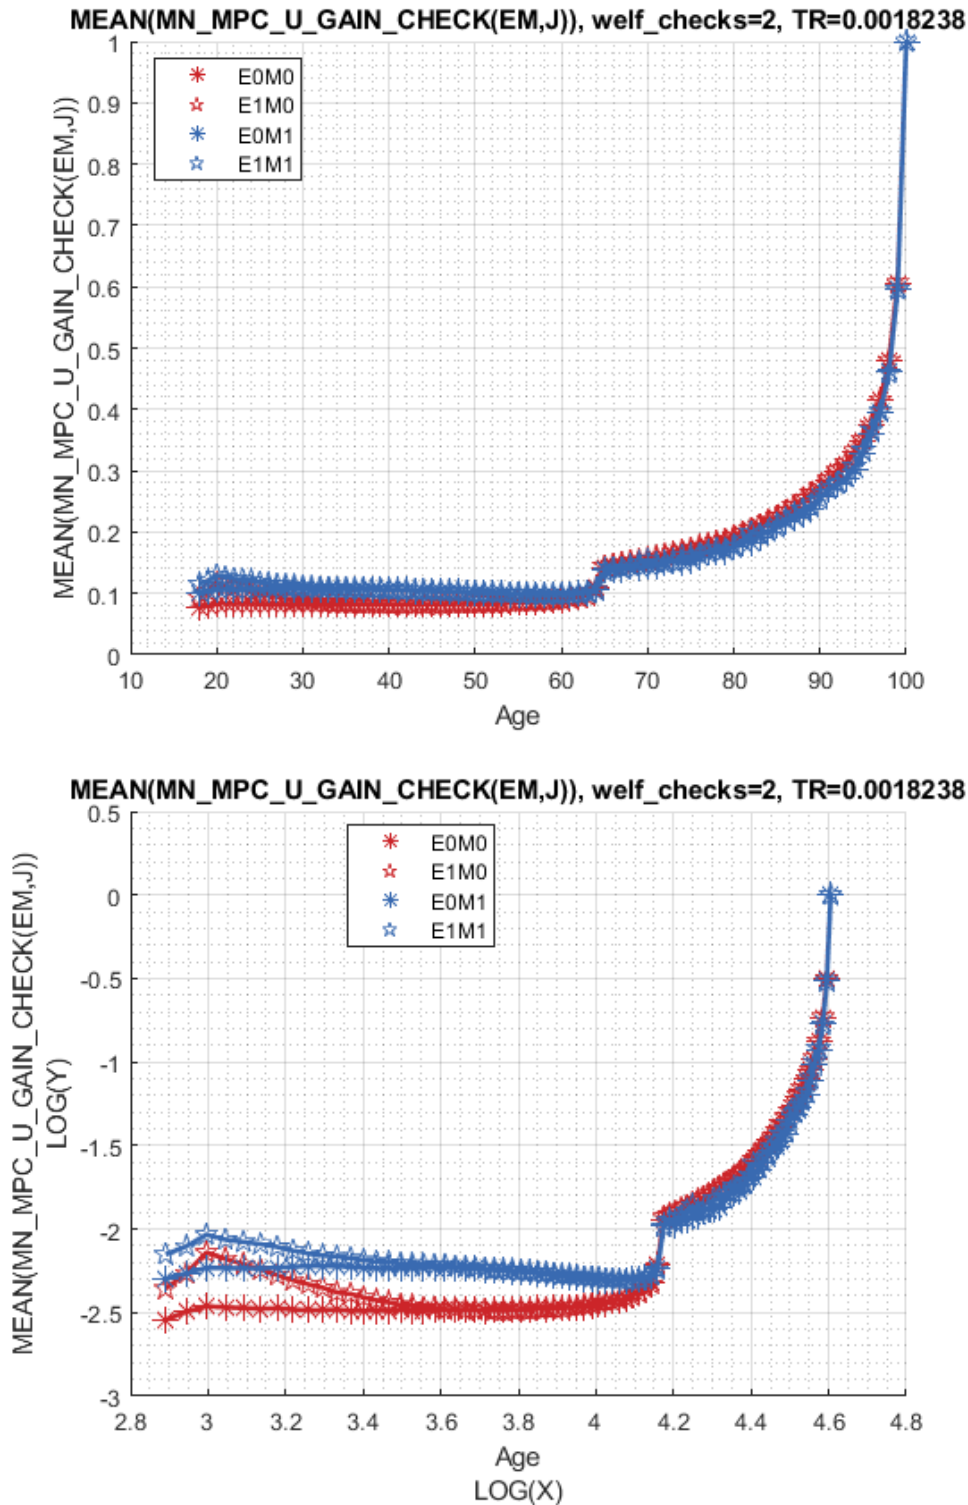 MEAN(MN_MPC_U_GAIN_CHECK(EM,J)), welf_checks=2, TR=0.0018238
MEAN(MN_MPC_U_GAIN_CHECK(EM,J))
1
0.9
0.8
0.7
0.6
0.5
0.4
0.3
0.2
0.1
0
E0M0
E1M0
E0M1
E1M1
10 20 30 40 50 60 70 80 90 100
Age
MEAN(MN_MPC_U_GAIN_CHECK(EM,J)), welf_checks=2, TR=0.0018238
MEAN(MN_MPC_U_GAIN_CHECK(EM,J))
LOG(Y)
0.5
0
-0.5
-1
-1.5
-2
-2.5
-3
E0M0
E1M0
E0M1
E1M1
2.8 3 3.2 3.4 3.6 3.8 4 4.2 4.4 4.6 4.8
Age
LOG(X)